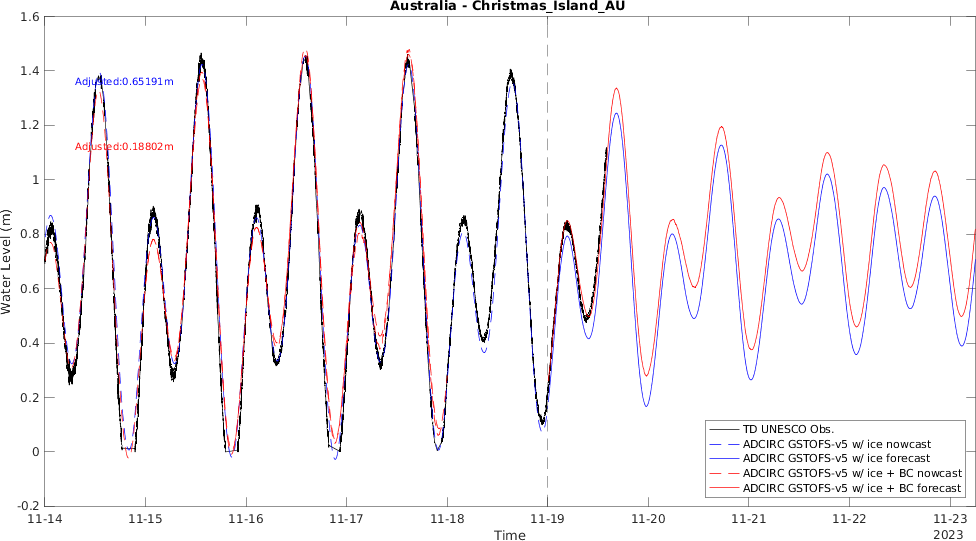 Australia - Christmas_Island_AU
1.6
1.4
1.2
1
0.8
0.6
0.4
0.2
0
-0.2
Water Level (m)
Adjusted:0.65191m
Adjusted:0.18802m
TD UNESCO Obs.
ADCIRC GSTOFS-v5 w/ ice nowcast
ADCIRC GSTOFS-v5 w/ ice forecast
ADCIRC GSTOFS-v5 w/ice + BC nowcast
ADCIRC GSTOFS-v5 w/ice + BC forecast
11-14 11-15 11-16 11-17 11-18 11-19 11-20 11-21 11-22 11-23
Time
2023